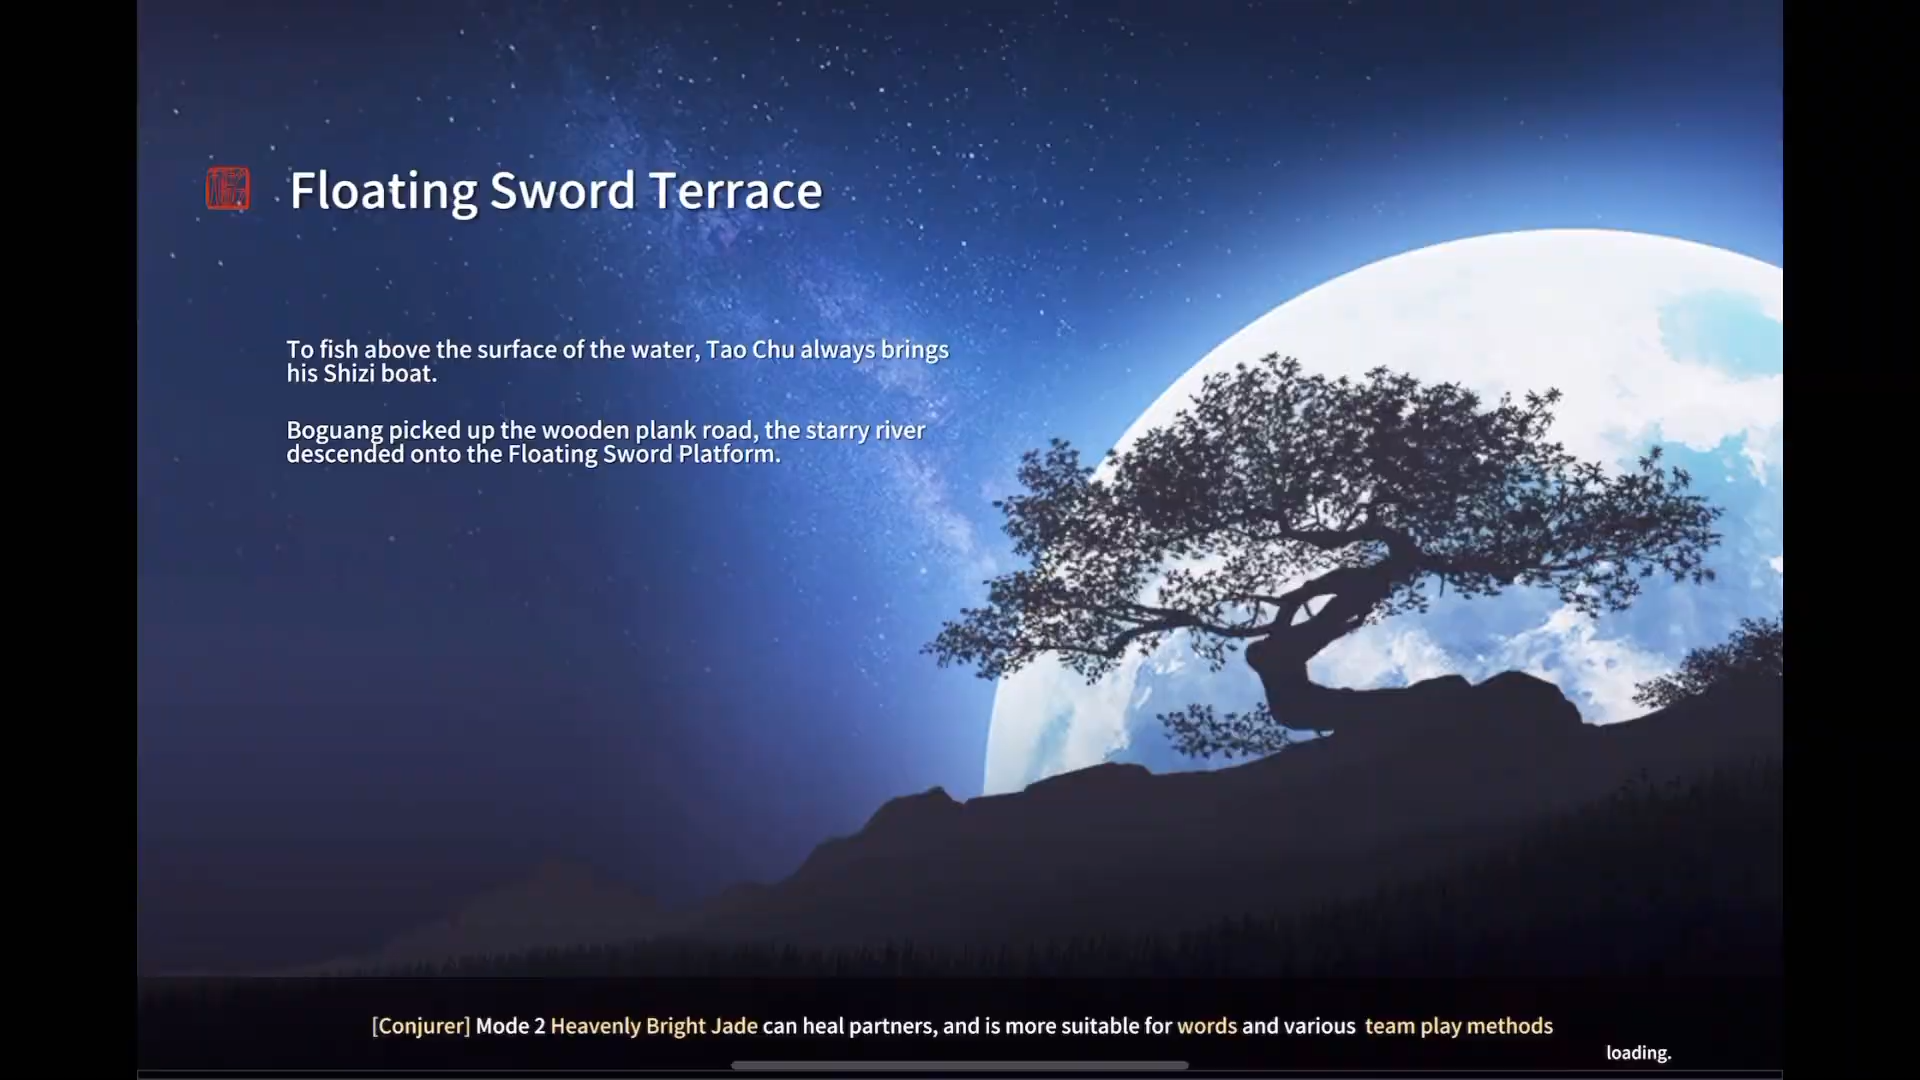 Floating Sword Terrace
To fish above the surface of the water, Tao Chu always brings
his Shizi boat.
Boguang picked up the wooden plank road, the starry river
descended onto the Floating Sword Platform.
[Conjurer] Mode 2 Heavenly Bright Jade can heal partners, and is more suitable for words and various team play methods
loading.